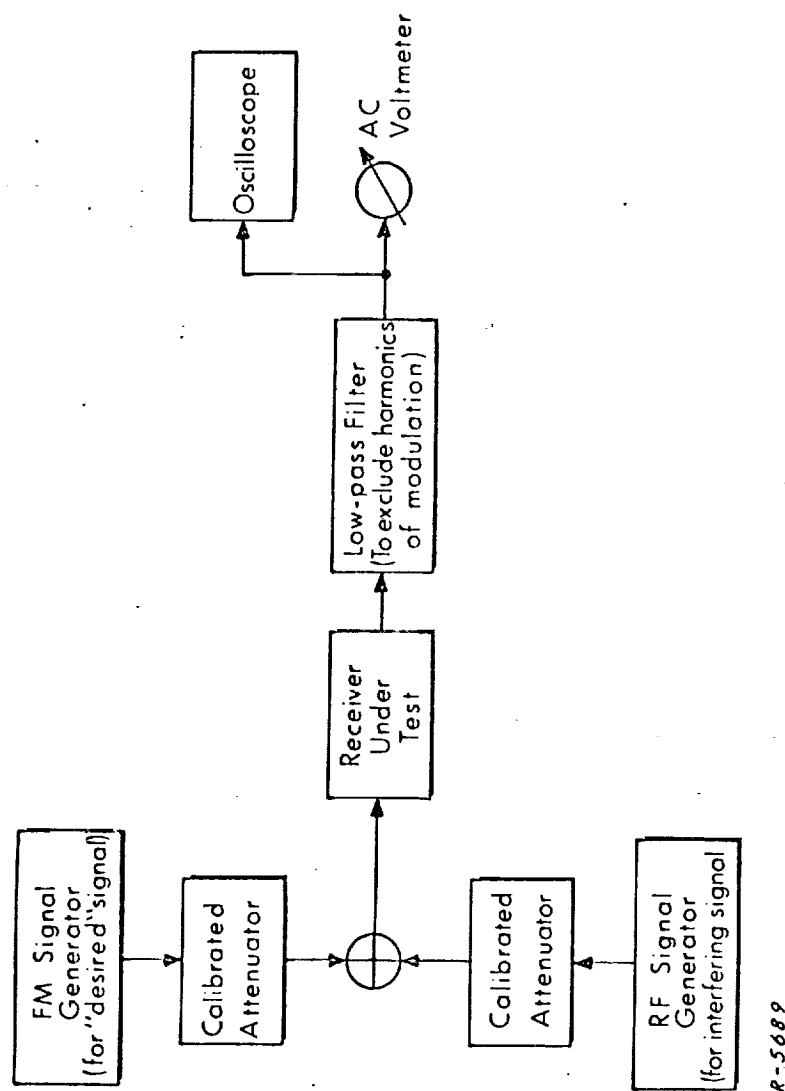 FM Signal
Generator
(for "desired" signal)
Calibrated
Attenuator
Calibrated
Attenuator
RF Signal
Generator
(for interfering signal
Receiver
Under
Test
Low-pass Filter
(To exclude harmonics
of modulation)
Oscilloscope
AC
Voltmeter
R-5689